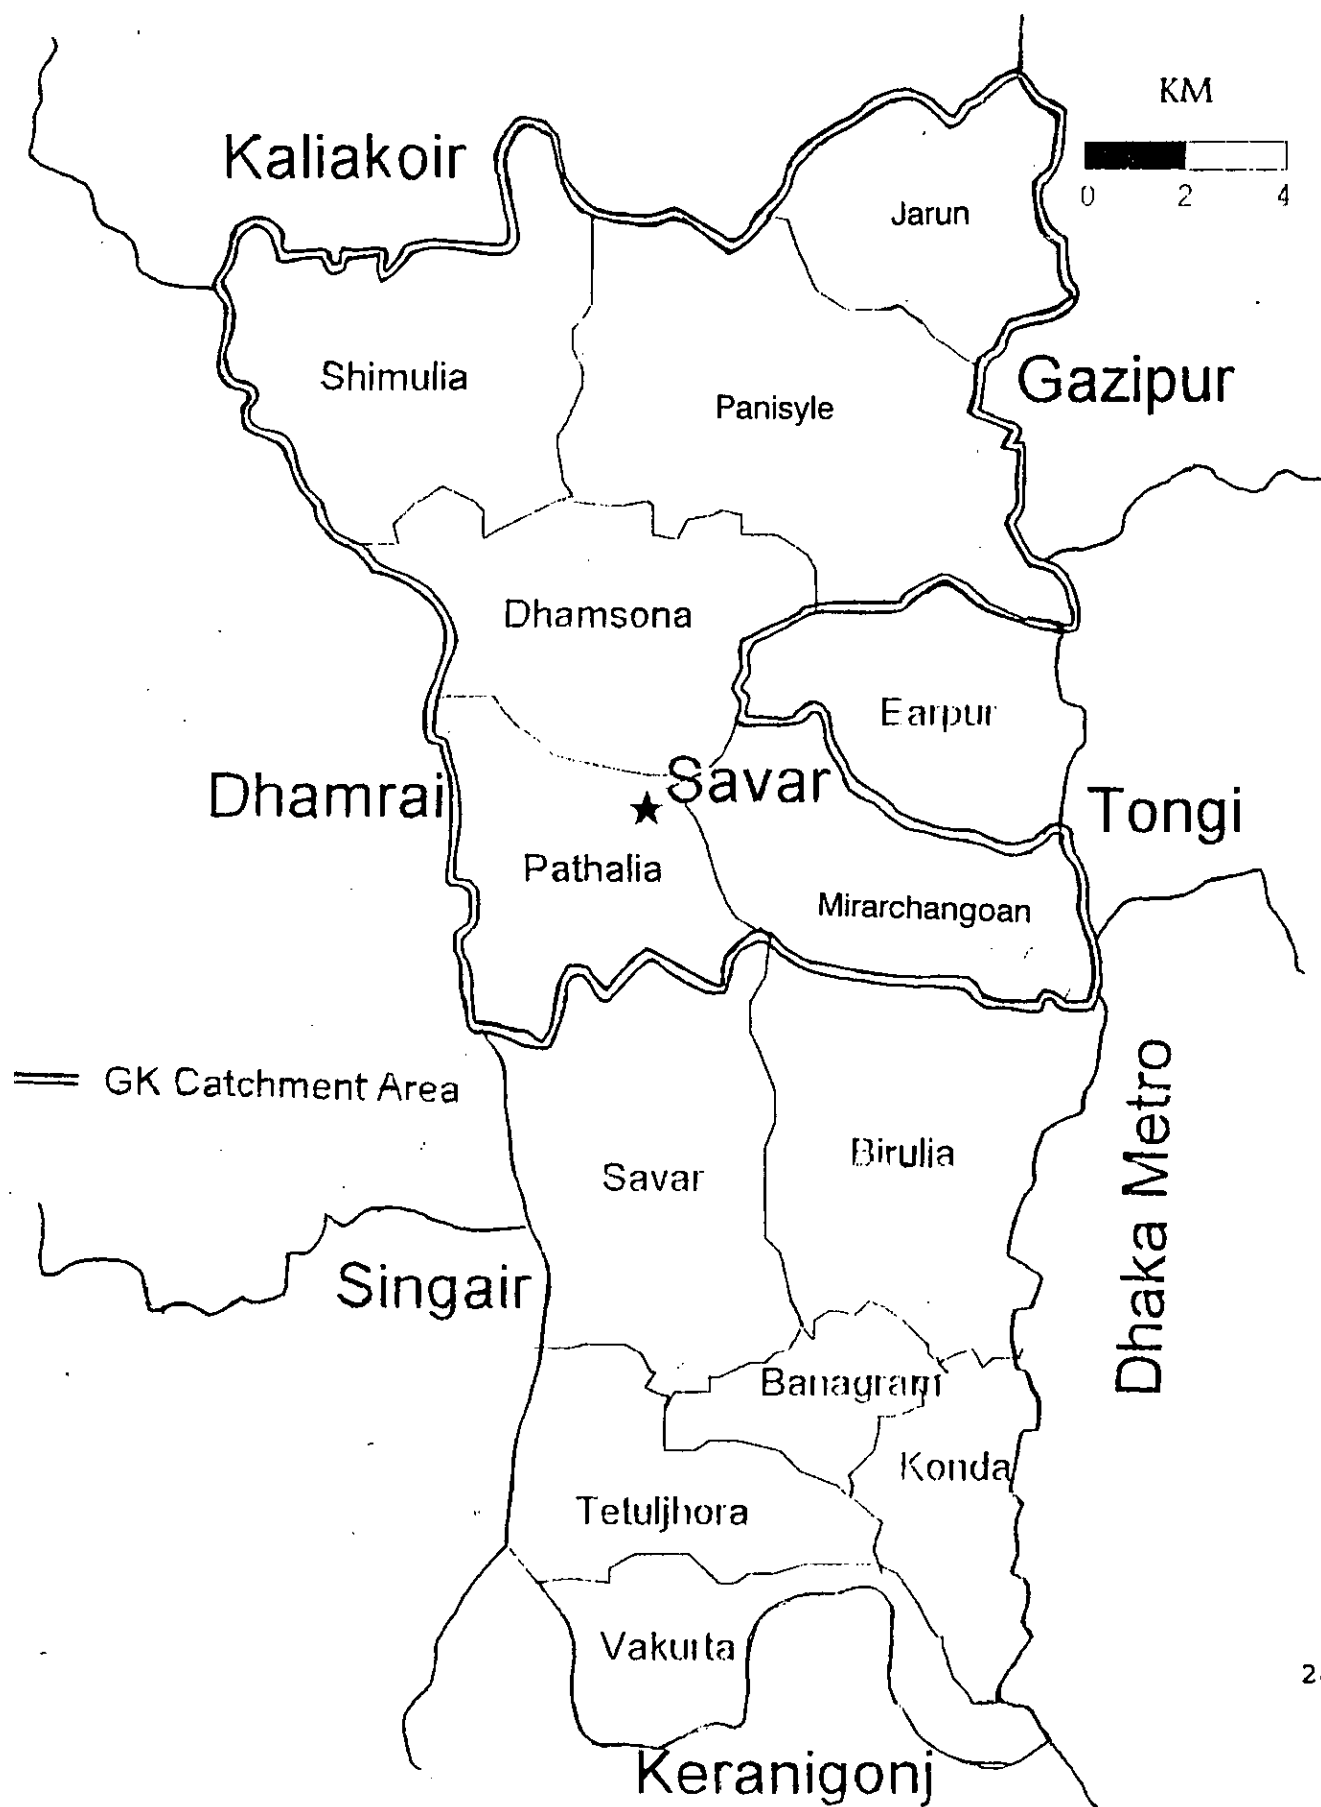 KM
Kaliakoir
0 2 4
Jarun
Shimulia
Gazipur
Panisyle
Dhamsona
Earpur
Savar
Dhamrai
Tongi
Pathalia
Mirarchangoan
GK Catchment Area
Dhaka Metro
Birulia
Savar
Singair
Banagram
Konda
Tetuljhora
Vakurta
Keranigonj